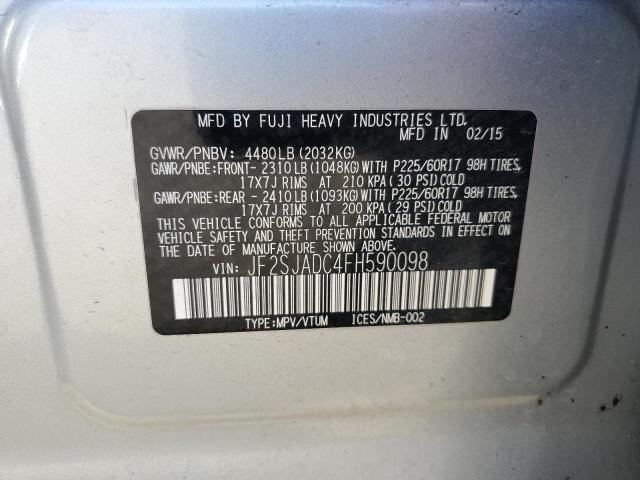 MFD BY FUJI HEAVY INDUSTRIES LTD.
MFD IN 02/15
GVWR/PNBV: 4480LB(2032KG)
GAWR/PNBE:FRONT- 2310LB(1048KG)WITH P225/60R17 98H TIRES,
17X7J RIMS AT 210 KPA(30 PSI)COLD
GAWR/PNBE:REAR - 2410LB(1093KG)WITH P225/60R17 98H TIRES,
17X7J RIMS AT 200 KPA(29 PSI)COLD
THIS VEHICLE CONFORMS TO ALL APPLICABLE FEDERAL MOTOR
VEHICLE SAFETY AND THEFT PREVENTION STANDARDS IN EFFECT ON
THE DATE OF MANUFACTURE SHOWN ABOVE.
VIN: JF2SJADC4FH590098
TYPE:MPV/VTUM ICES/NMB-002